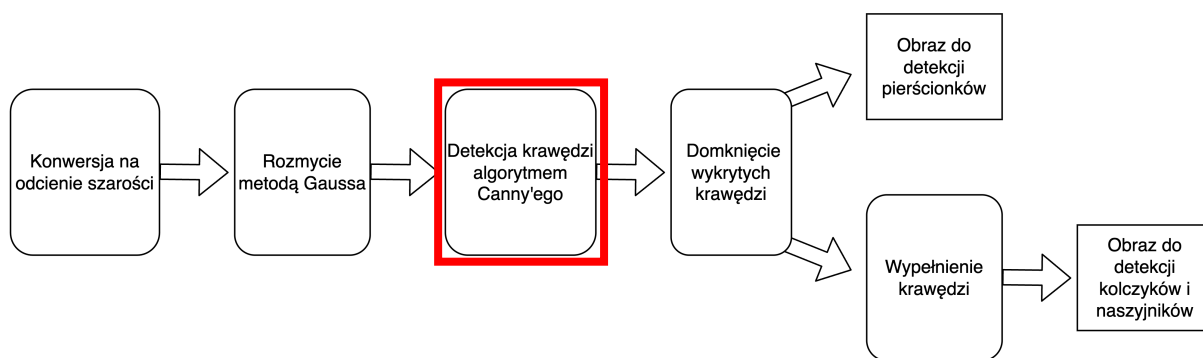 Konwersja na
odcienie szarości
Rozmycie
metodą Gaussa
Detekcja krawędzi
algorytmem
Canny'ego
Domknięcie
wykrytych
krawędzi
Obraz do
detekcji
pierścionków
Wypełnienie
krawędzi
Obraz do
detekcji
kolczyków i
naszyjników